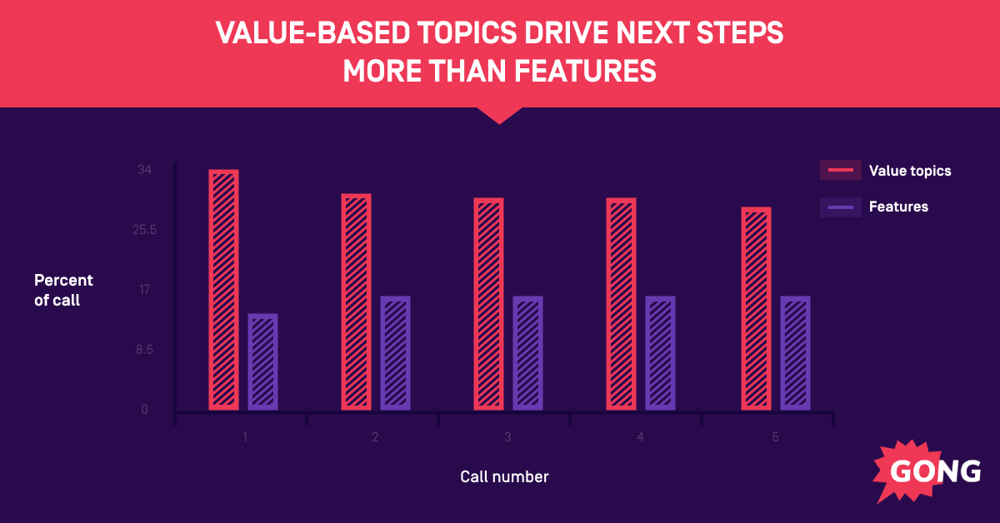 VALUE-BASED TOPICS DRIVE NEXT STEPS
MORE THAN FEATURES
Value topics
Features
Percent
of call
34
25.5
17
8.5
0
1
2
3
4
5
Call number
GONG